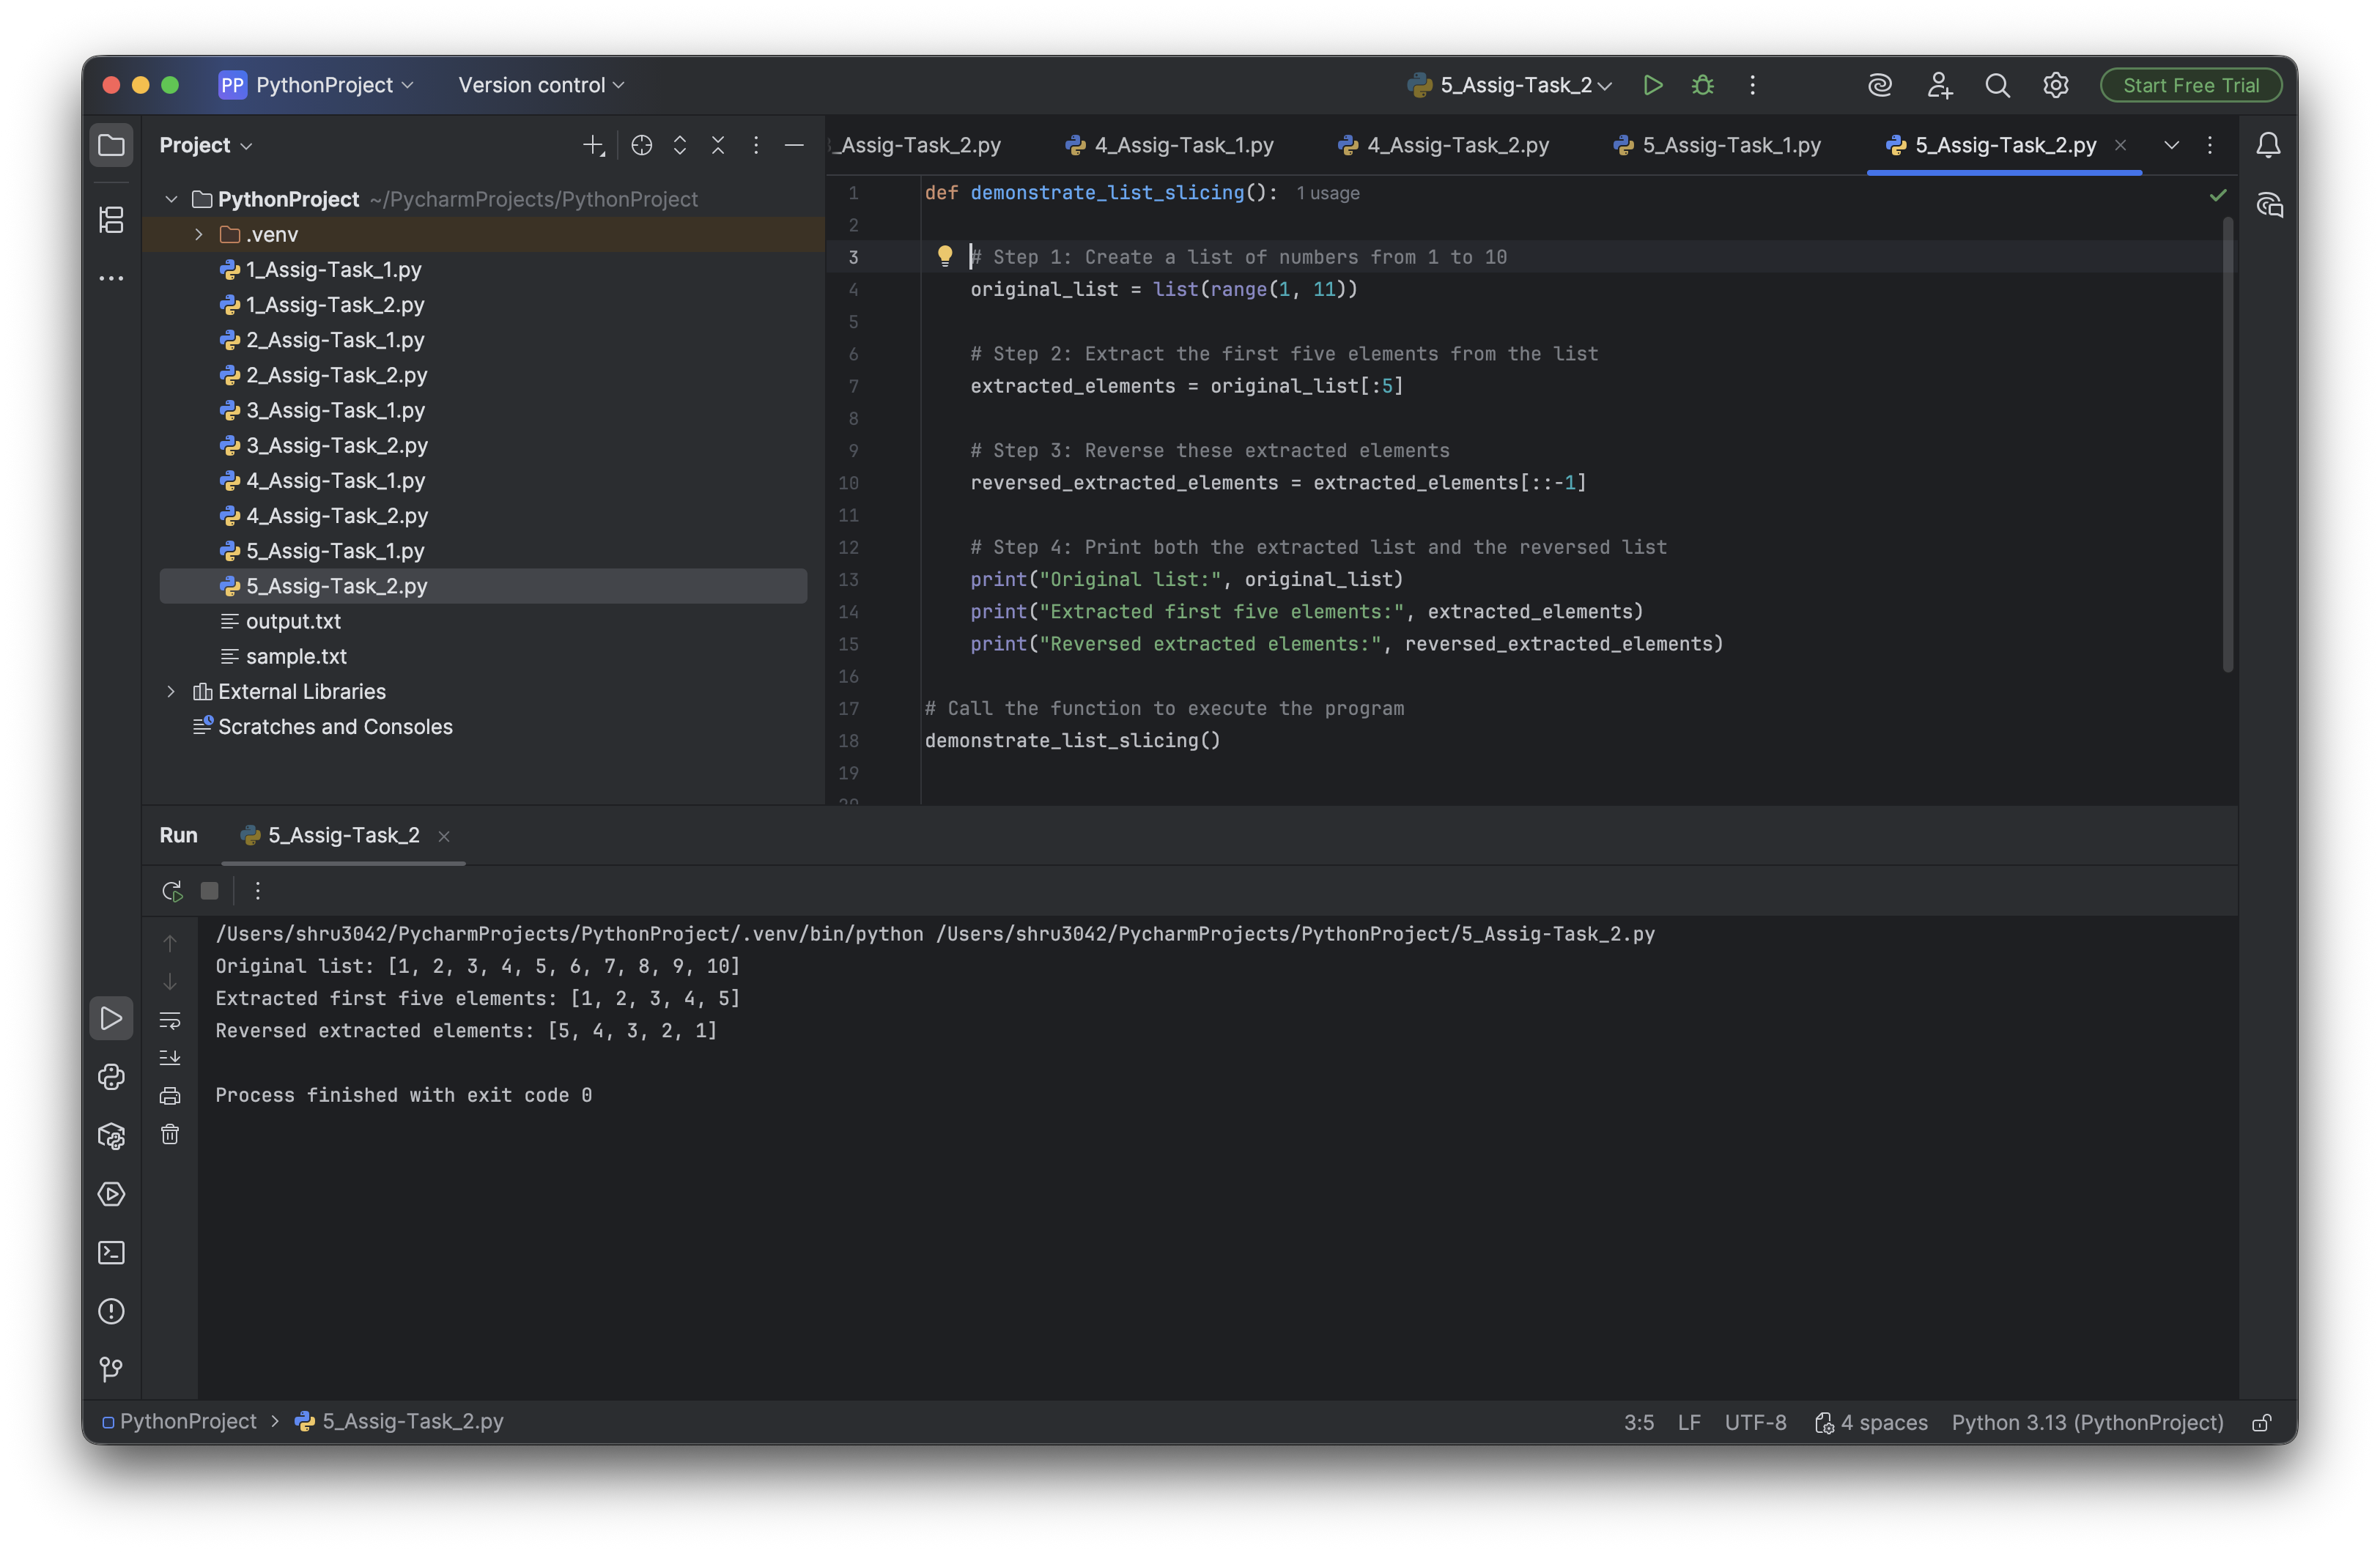 PP PythonProject Version control 5_Assig-Task_2 Start Free Trial
Project
_Assig-Task_2.py 4_Assig-Task_1.py 4_Assig-Task_2.py 5_Assig-Task_1.py 5_Assig-Task_2.py
PythonProject ~/PycharmProjects/PythonProject
.venv
1_Assig-Task_1.py
1_Assig-Task_2.py
2_Assig-Task_1.py
2_Assig-Task_2.py
3_Assig-Task_1.py
3_Assig-Task_2.py
4_Assig-Task_1.py
4_Assig-Task_2.py
5_Assig-Task_1.py
5_Assig-Task_2.py
output.txt
sample.txt
External Libraries
Scratches and Consoles
1 def demonstrate_list_slicing(): 1 usage
2
3 # Step 1: Create a list of numbers from 1 to 10
4 original_list = list(range(1, 11))
5
6 # Step 2: Extract the first five elements from the list
7 extracted_elements = original_list[:5]
8
9 # Step 3: Reverse these extracted elements
10 reversed_extracted_elements = extracted_elements[::-1]
11
12 # Step 4: Print both the extracted list and the reversed list
13 print("Original list:", original_list)
14 print("Extracted first five elements:", extracted_elements)
15 print("Reversed extracted elements:", reversed_extracted_elements)
16
17 # Call the function to execute the program
18 demonstrate_list_slicing()
19
Run 5_Assig-Task_2
/Users/shru3042/PycharmProjects/PythonProject/.venv/bin/python /Users/shru3042/PycharmProjects/PythonProject/5_Assig-Task_2.py
Original list: [1, 2, 3, 4, 5, 6, 7, 8, 9, 10]
Extracted first five elements: [1, 2, 3, 4, 5]
Reversed extracted elements: [5, 4, 3, 2, 1]
Process finished with exit code 0
PythonProject > 5_Assig-Task_2.py 3:5 LF UTF-8 4 spaces Python 3.13 (PythonProject)